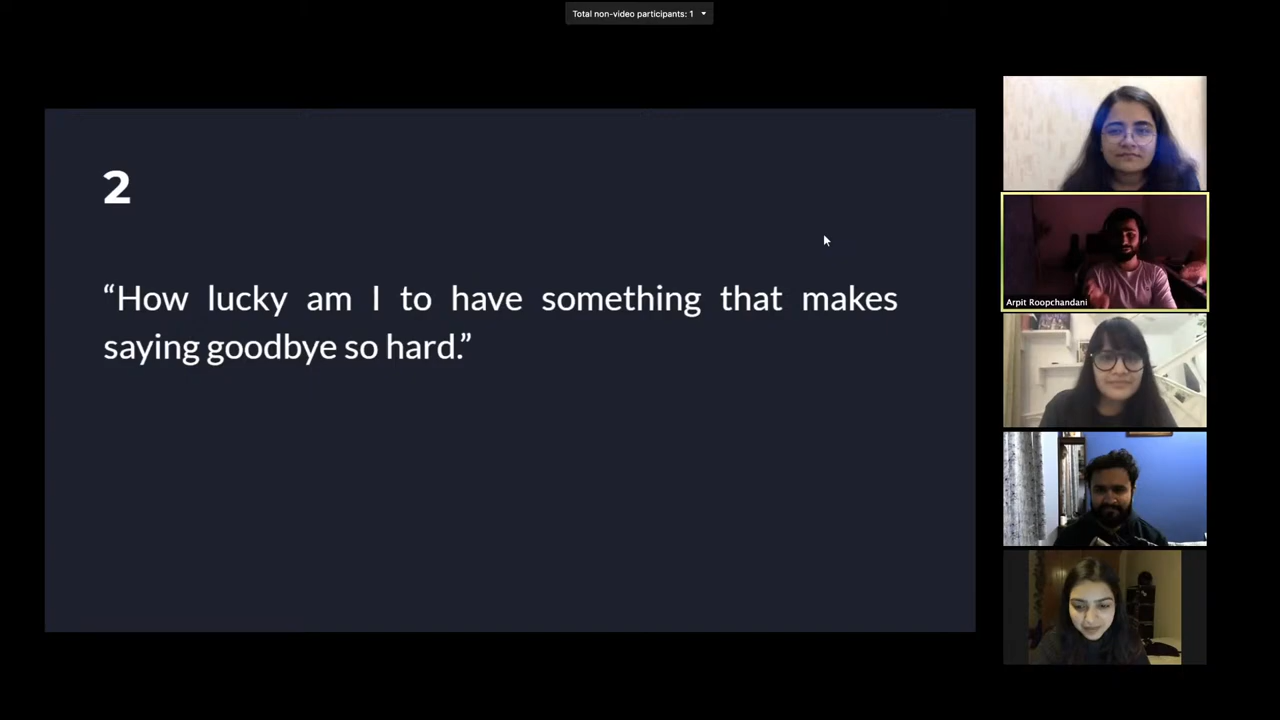 Total non-video participants: 1
2
“How lucky am I to have something that makes
saying goodbye so hard.”
Arpit Roopchandani